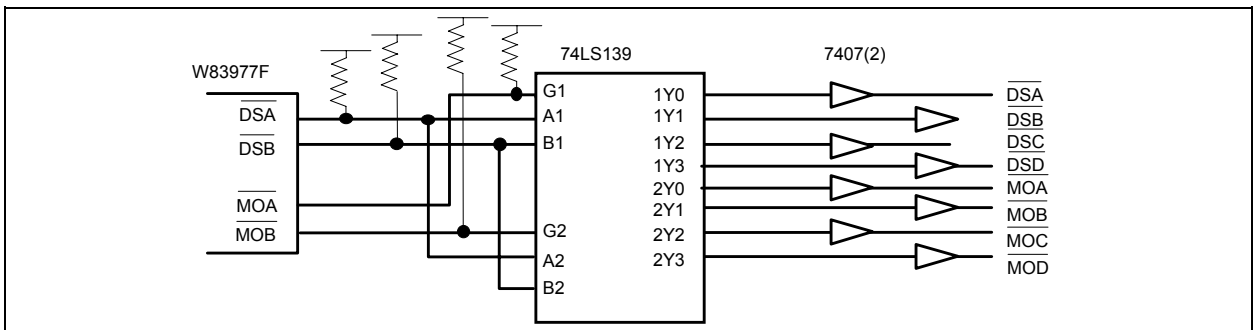 74LS139
7407(2)
W83977F
DSA
DSB
MOA
MOB
G1
A1
B1
G2
A2
B2
1Y0
1Y1
1Y2
1Y3
2Y0
2Y1
2Y2
2Y3
DSA
DSB
DSC
DSD
MOA
MOB
MOC
MOD